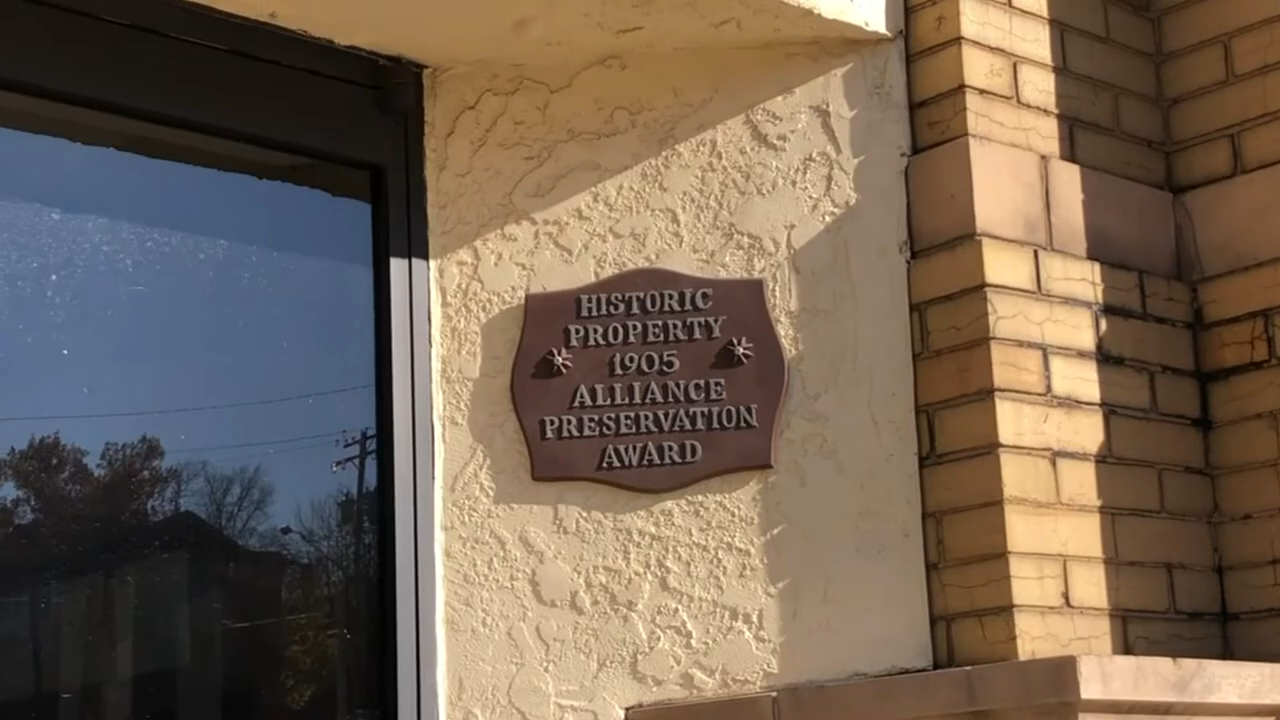 HISTORIC
PROPERTY
1905
ALLIANCE
PRESERVATION
AWARD